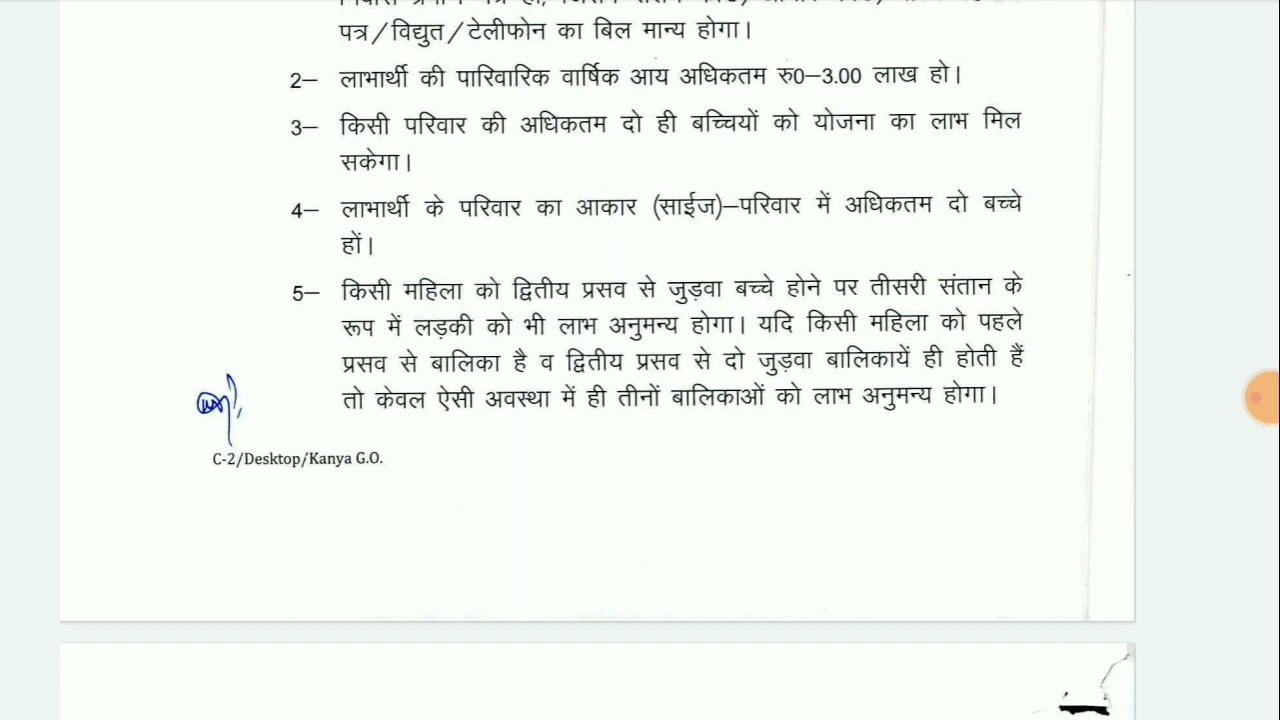 पत्र/विद्युत/टेलीफोन का बिल मान्य होगा।
2– लाभार्थी की पारिवारिक वार्षिक आय अधिकतम रु0–3.00 लाख हो।
3– किसी परिवार की अधिकतम दो ही बच्चियों को योजना का लाभ मिल
सकेगा।
4– लाभार्थी के परिवार का आकार (साईज)–परिवार में अधिकतम दो बच्चे
हों।
5– किसी महिला को द्वितीय प्रसव से जुड़वा बच्चे होने पर तीसरी संतान के
रूप में लड़की को भी लाभ अनुमन्य होगा। यदि किसी महिला को पहले
प्रसव से बालिका है व द्वितीय प्रसव से दो जुड़वा बालिकायें ही होती हैं
तो केवल ऐसी अवस्था में ही तीनों बालिकाओं को लाभ अनुमन्य होगा।
C-2/Desktop/Kanya G.O.